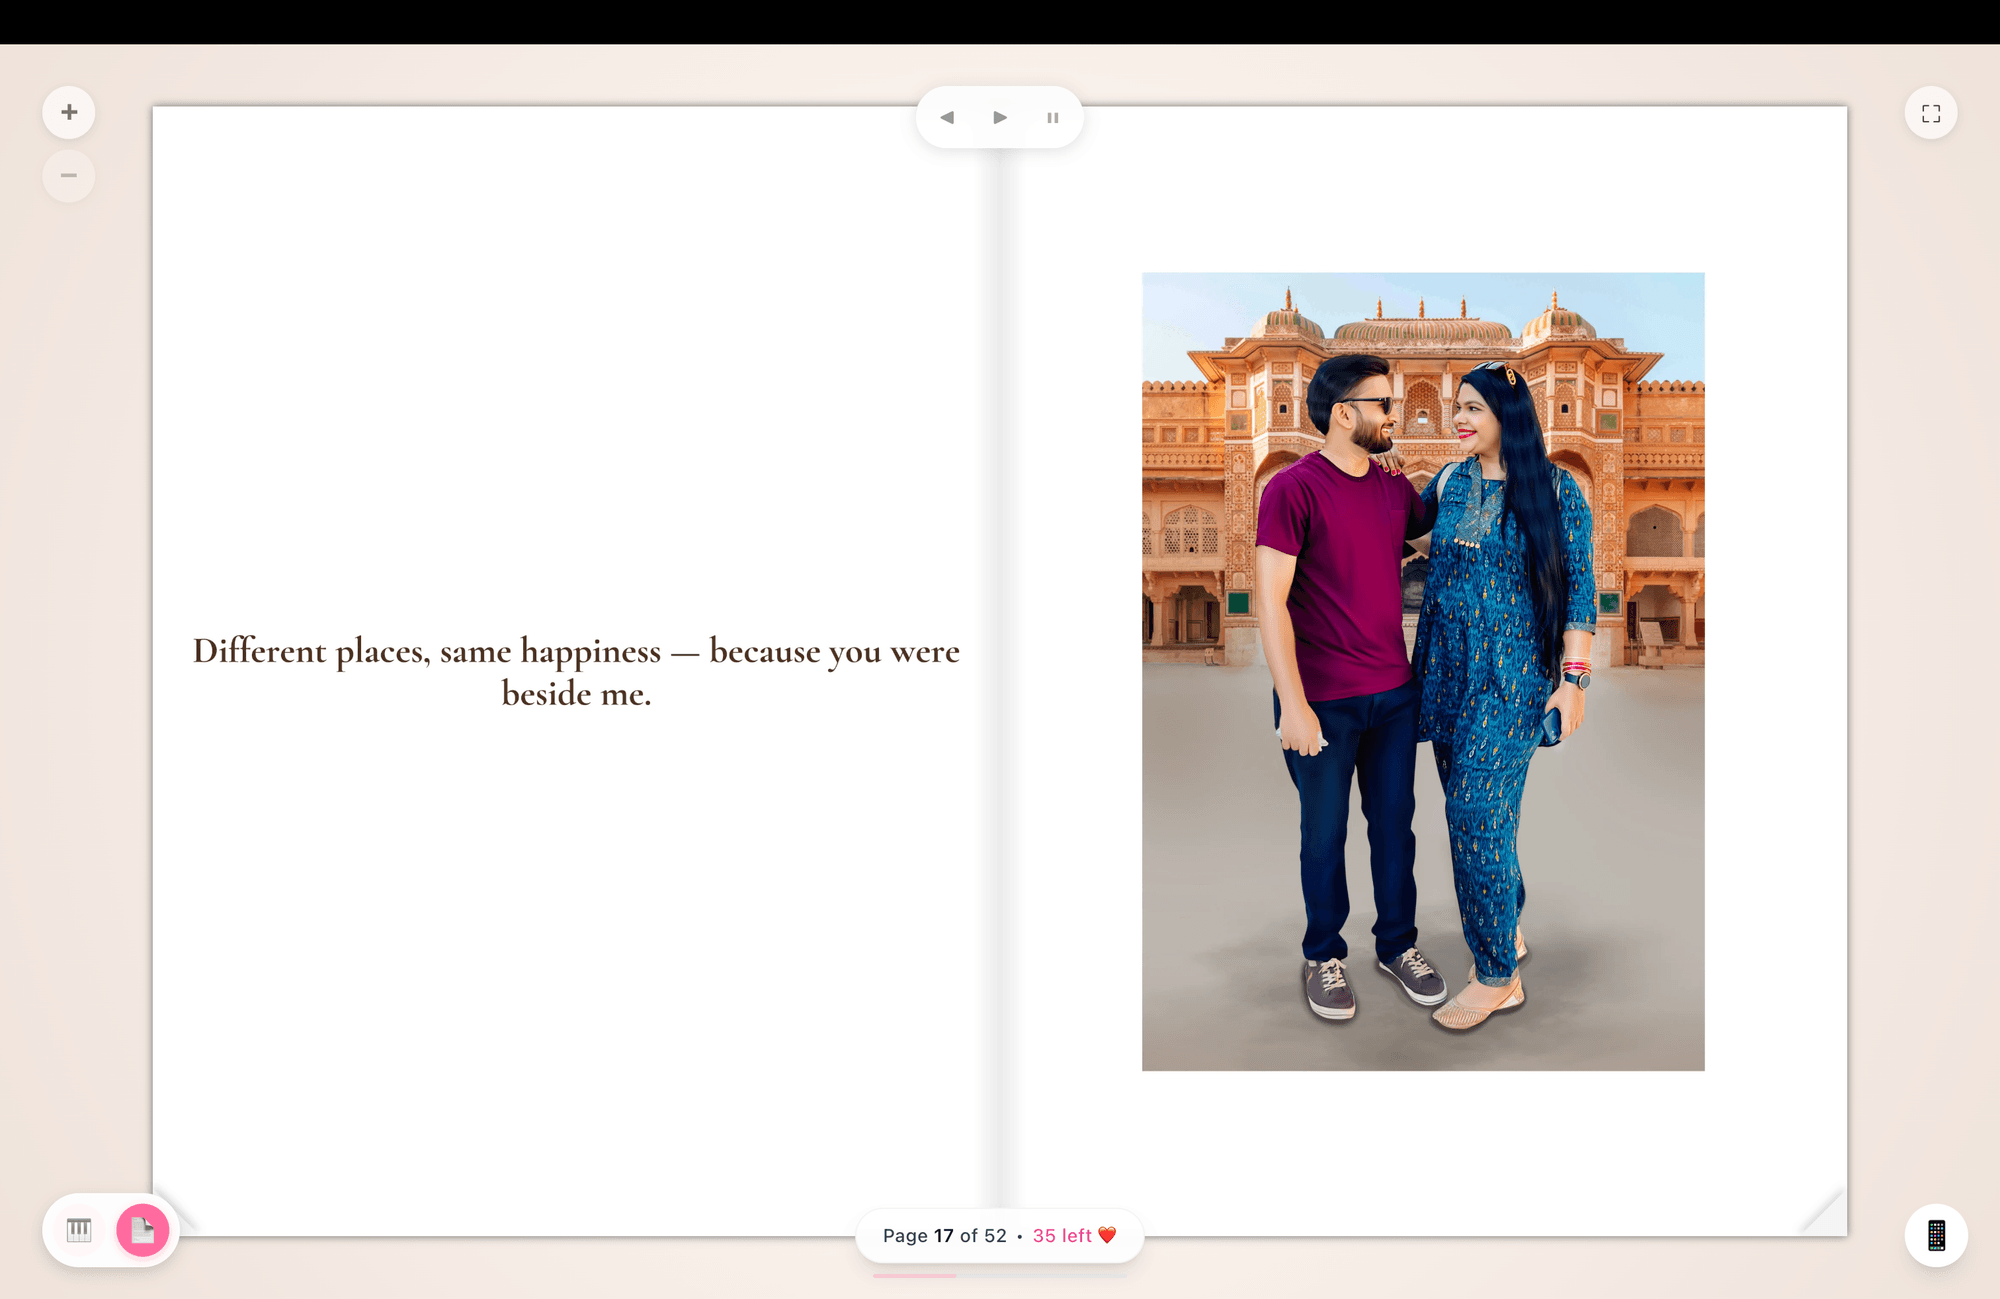 Different places, same happiness — because you were
beside me.
Page 17 of 52 • 35 left ❤️